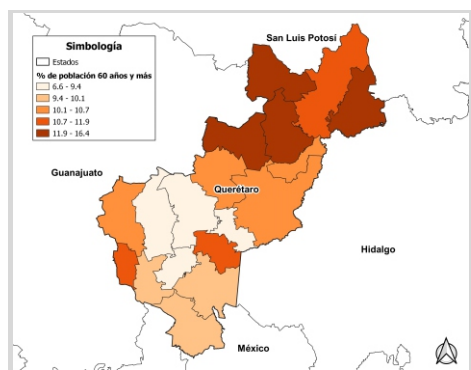 San Luis Potosí
Simbología
Estados
% de población 60 años y más
6.6 - 9.4
9.4 - 10.1
10.1 - 10.7
10.7 - 11.9
11.9 - 16.4
Guanajuato
Querétaro
Hidalgo
México